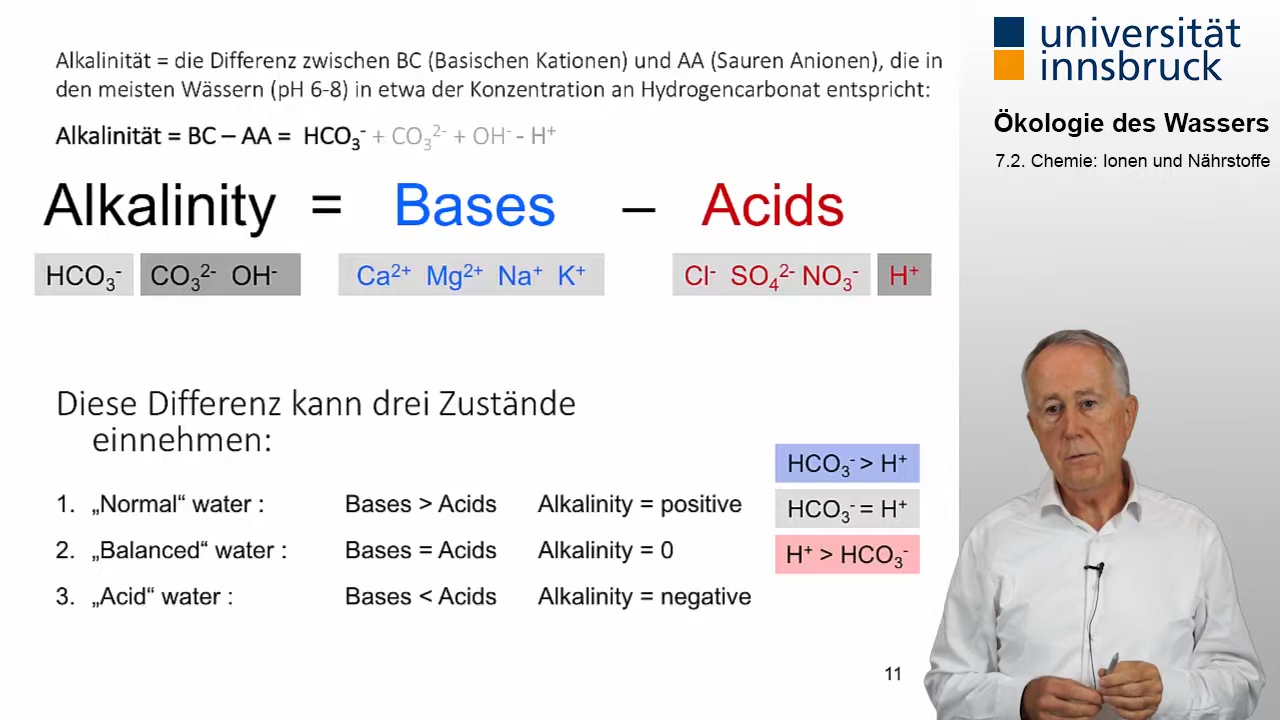 Alkalinität = die Differenz zwischen BC (Basischen Kationen) und AA (Sauren Anionen), die in
den meisten Wässern (pH 6-8) in etwa der Konzentration an Hydrogencarbonat entspricht:
Alkalinität = BC – AA = HCO₃⁻ + CO₃²⁻ + OH⁻ - H⁺
Alkalinity = Bases – Acids
HCO₃⁻ CO₃²⁻ OH⁻ Ca²⁺ Mg²⁺ Na⁺ K⁺ Cl⁻ SO₄²⁻ NO₃⁻ H⁺
Diese Differenz kann drei Zustände
einnehmen:
1. „Normal“ water : Bases > Acids Alkalinity = positive
2. „Balanced“ water : Bases = Acids Alkalinity = 0
3. „Acid“ water : Bases < Acids Alkalinity = negative
HCO₃⁻ > H⁺
HCO₃⁻ = H⁺
H⁺ > HCO₃⁻
11
universität
innsbruck
Ökologie des Wassers
7.2. Chemie: Ionen und Nährstoffe